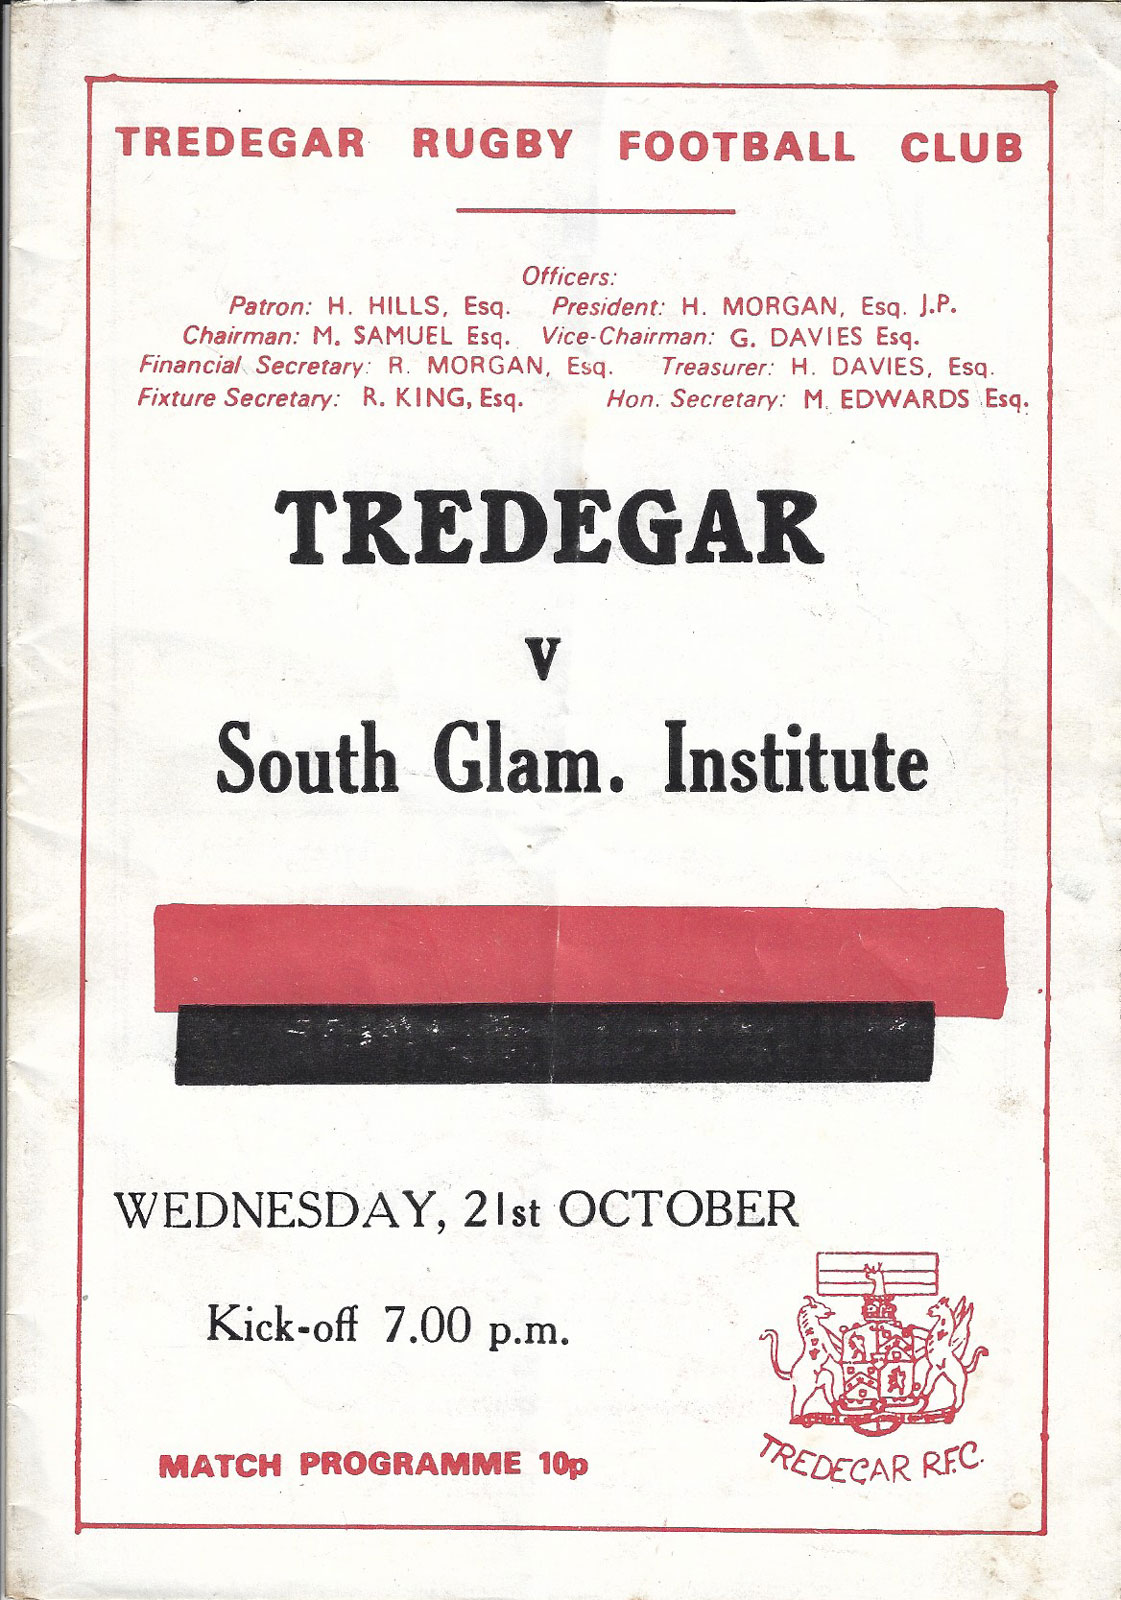 TREDEGAR RUGBY FOOTBALL CLUB
Officers:
Patron: H. HILLS, Esq. President: H. MORGAN, Esq. J.P.
Chairman: M. SAMUEL Esq. Vice-Chairman: G. DAVIES Esq.
Financial Secretary: R. MORGAN, Esq. Treasurer: H. DAVIES, Esq.
Fixture Secretary: R. KING, Esq. Hon. Secretary: M. EDWARDS Esq.
TREDEGAR
v
South Glam. Institute
WEDNESDAY, 21st OCTOBER
Kick-off 7.00 p.m.
MATCH PROGRAMME 10p
TREDEGAR R.F.C.